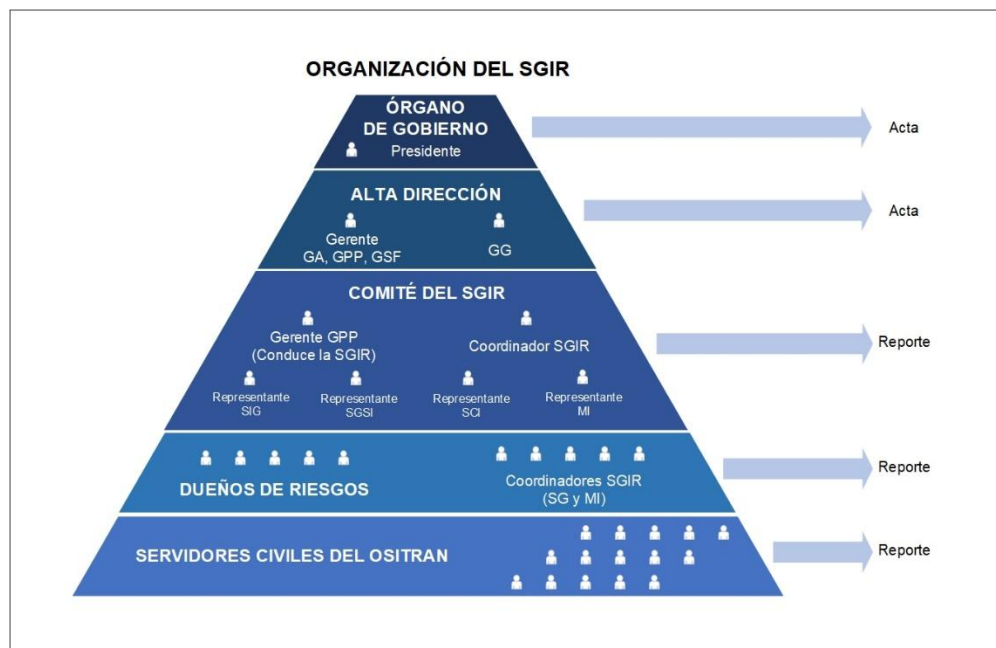 ORGANIZACIÓN DEL SGIR
ÓRGANO
DE GOBIERNO
Presidente
Acta
ALTA DIRECCIÓN
Gerente
GA, GPP, GSF
GG
Acta
COMITÉ DEL SGIR
Gerente GPP
(Conduce la SGIR)
Coordinador SGIR
Reporte
Representante
SIG
Representante
SGSI
Representante
SCI
Representante
MI
DUEÑOS DE RIESGOS
Coordinadores SGIR
(SG y MI)
Reporte
SERVIDORES CIVILES DEL OSITRAN
Reporte